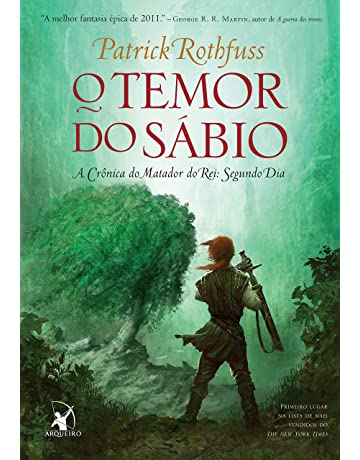 "A melhor fantasia épica de 2011." – George R. R. Martin, autor de A guerra dos tronos
Patrick Rothfuss
O TEMOR
DO SÁBIO
A Crônica do Matador do Rei: Segundo Dia
Primeiro lugar
na lista de mais
vendidos do
The New York Times
ARQUEIRO